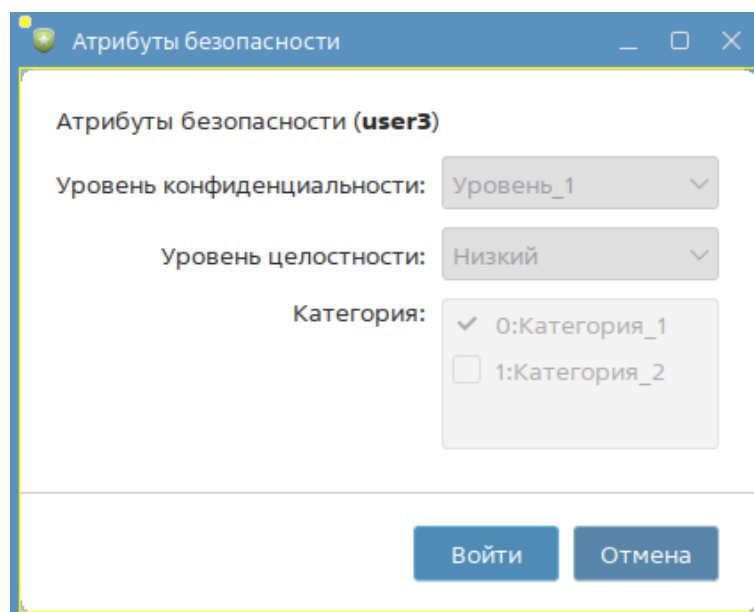 Атрибуты безопасности
Атрибуты безопасности (user3)
Уровень конфиденциальности: Уровень_1
Уровень целостности: Низкий
Категория: 0:Категория_1
1:Категория_2
Войти Отмена